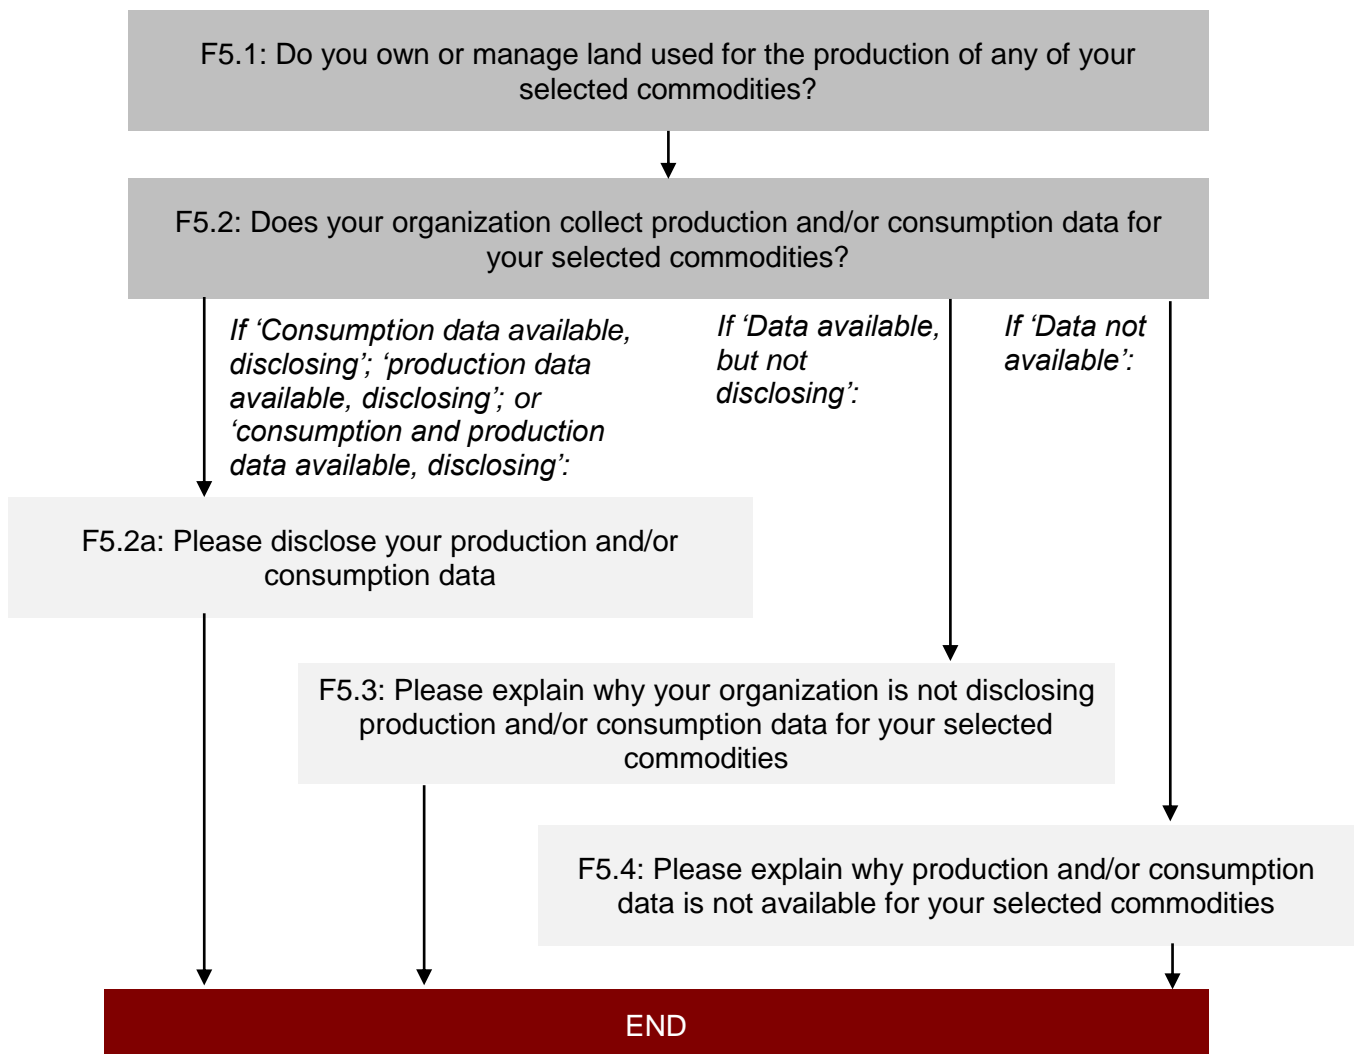 F5.1: Do you own or manage land used for the production of any of your
selected commodities?
F5.2: Does your organization collect production and/or consumption data for
your selected commodities?
If ‘Consumption data available,
disclosing’; ‘production data
available, disclosing’; or
‘consumption and production
data available, disclosing’:
If ‘Data available,
but not
disclosing’:
If ‘Data not
available’:
F5.2a: Please disclose your production and/or
consumption data
F5.3: Please explain why your organization is not disclosing
production and/or consumption data for your selected
commodities
F5.4: Please explain why production and/or consumption
data is not available for your selected commodities
END